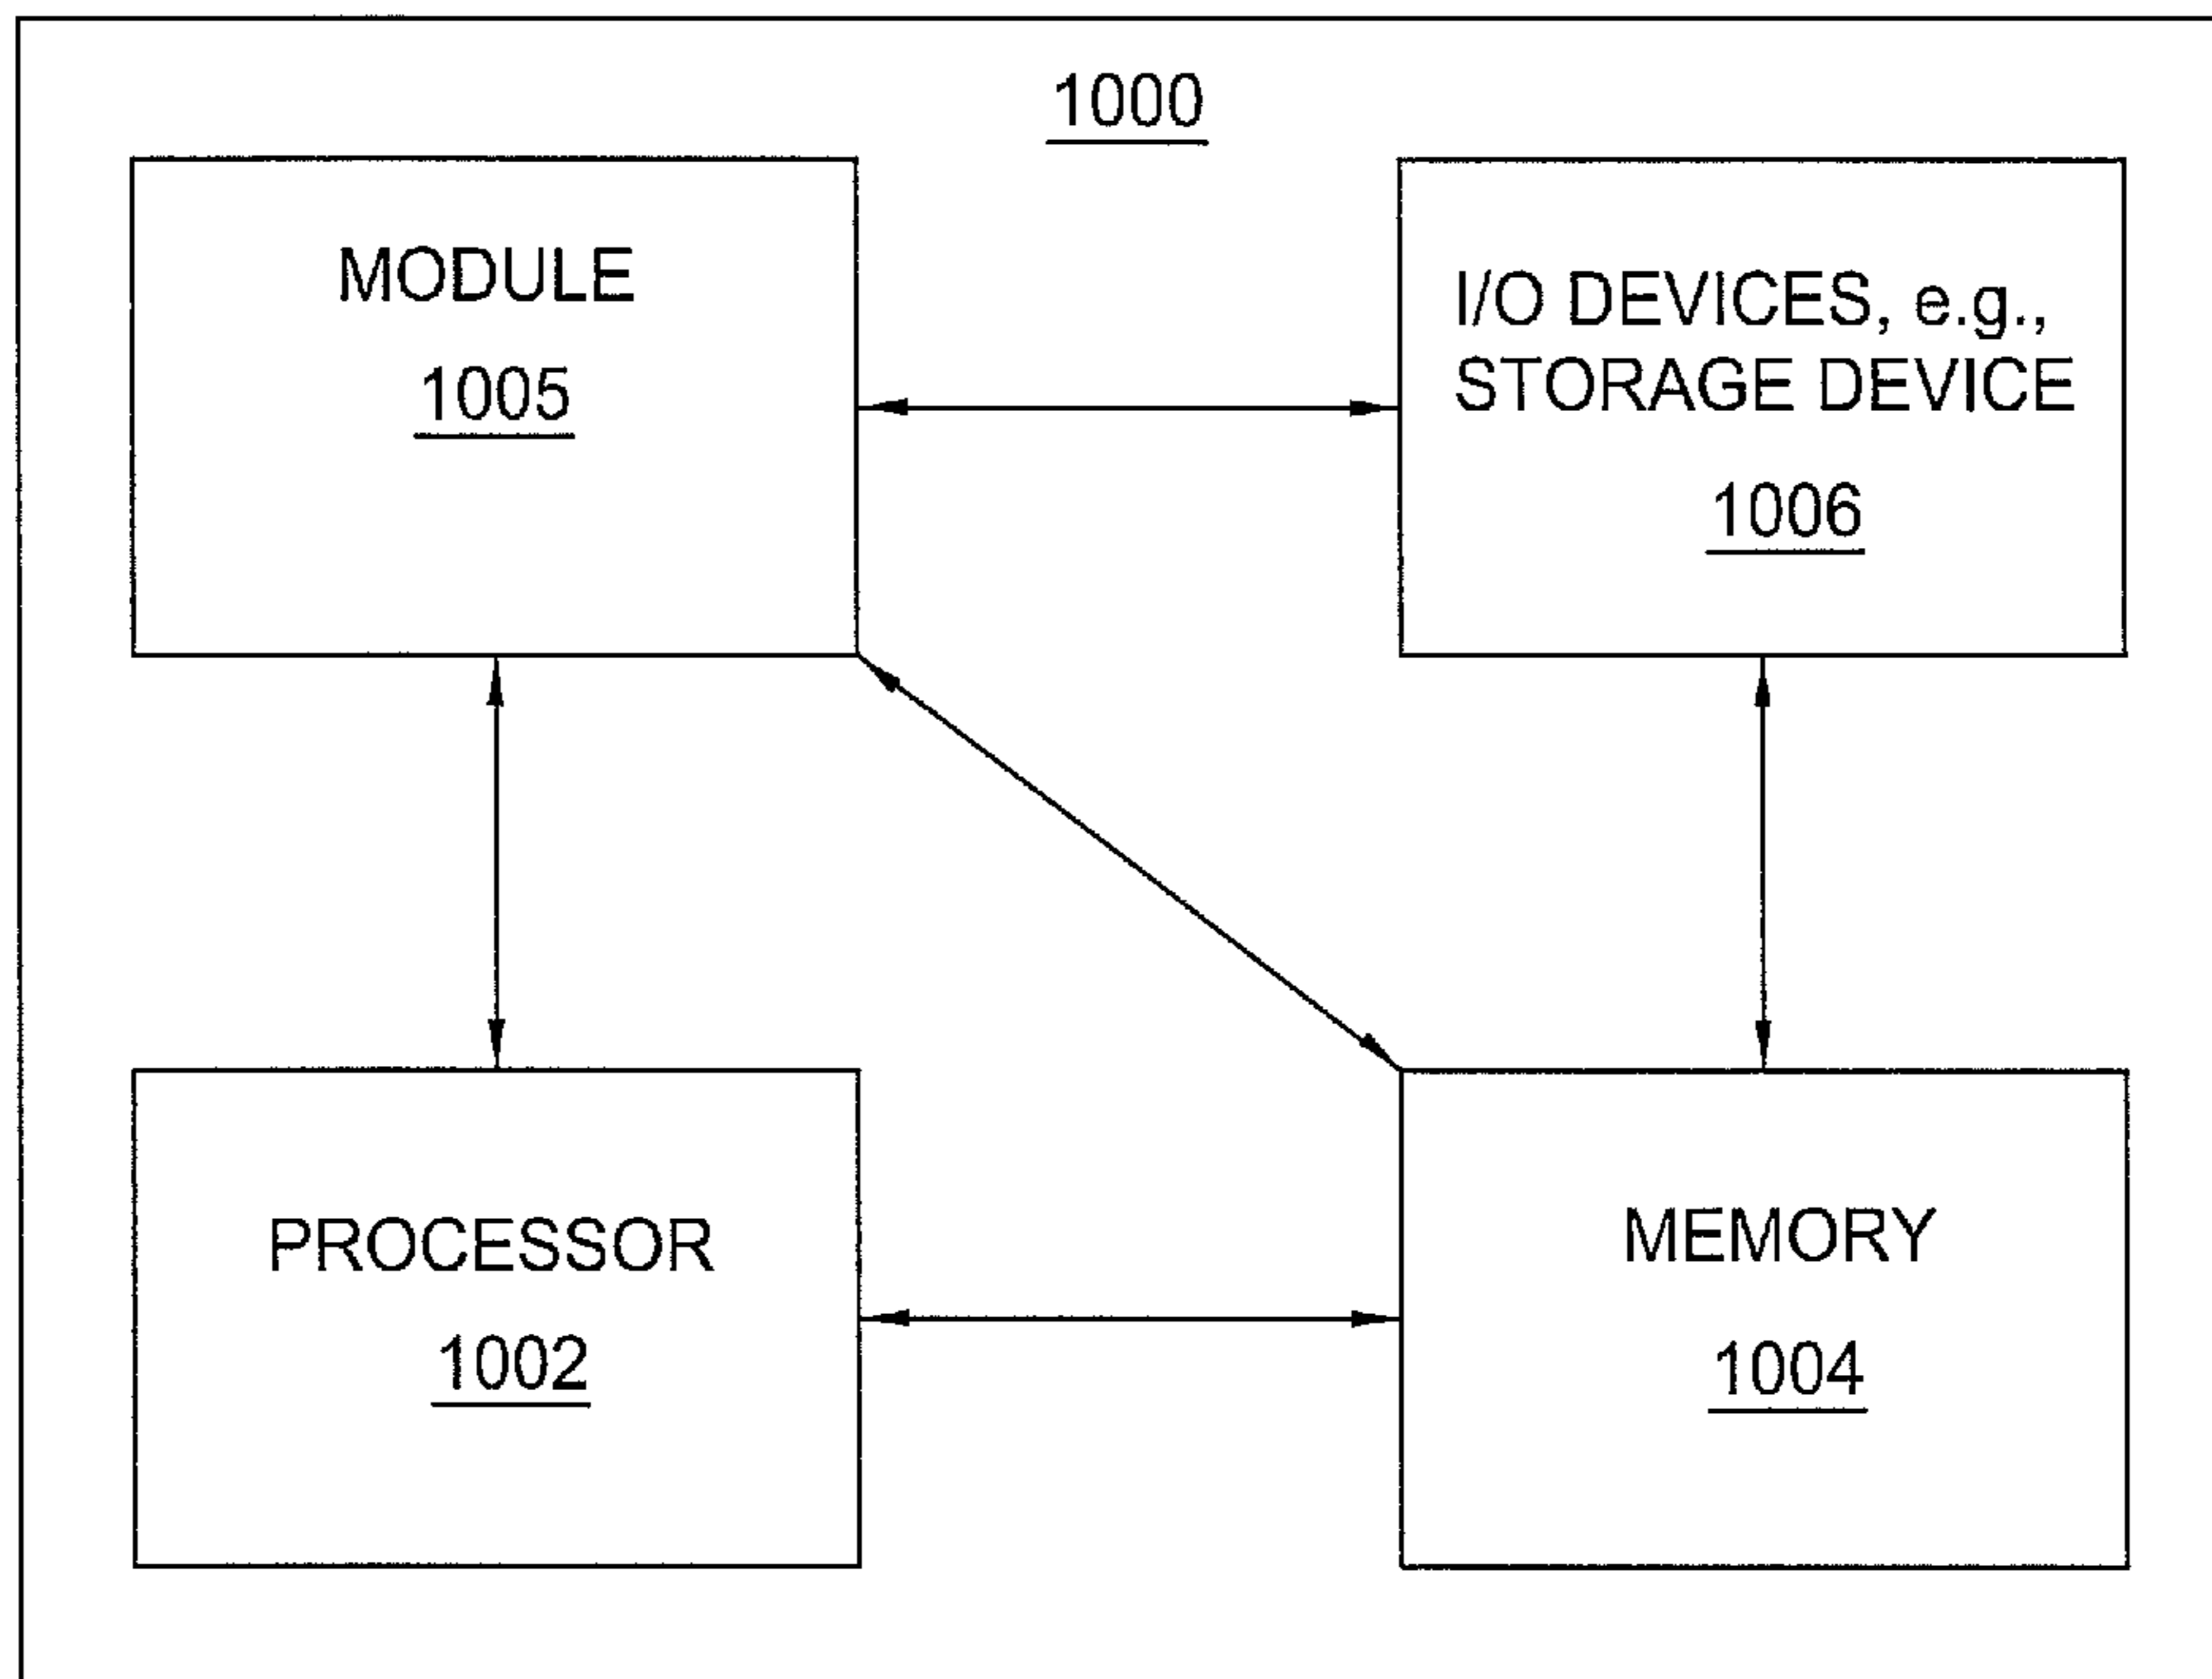 1000
MODULE
1005
I/O DEVICES, e.g.,
STORAGE DEVICE
1006
PROCESSOR
1002
MEMORY
1004